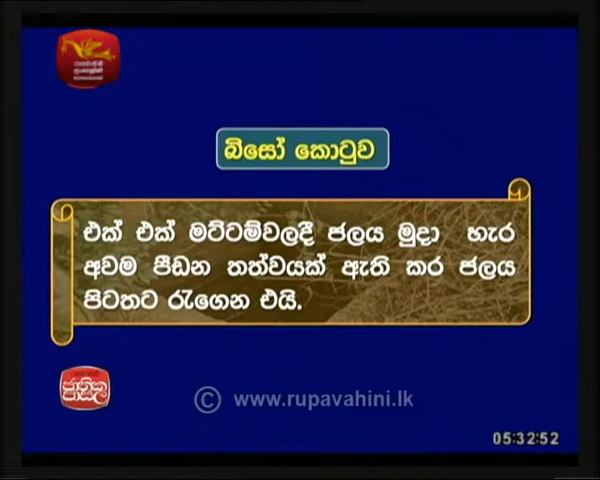 බිසෝ කොටුව
එක් එක් මට්ටම්වලදී ජලය මුදා හැර
අවම පීඩන තත්වයක් ඇති කර ජලය
පිටතට රැගෙන එයි.
ජාතික
පාසල
© www.rupavahini.lk
05:32:52